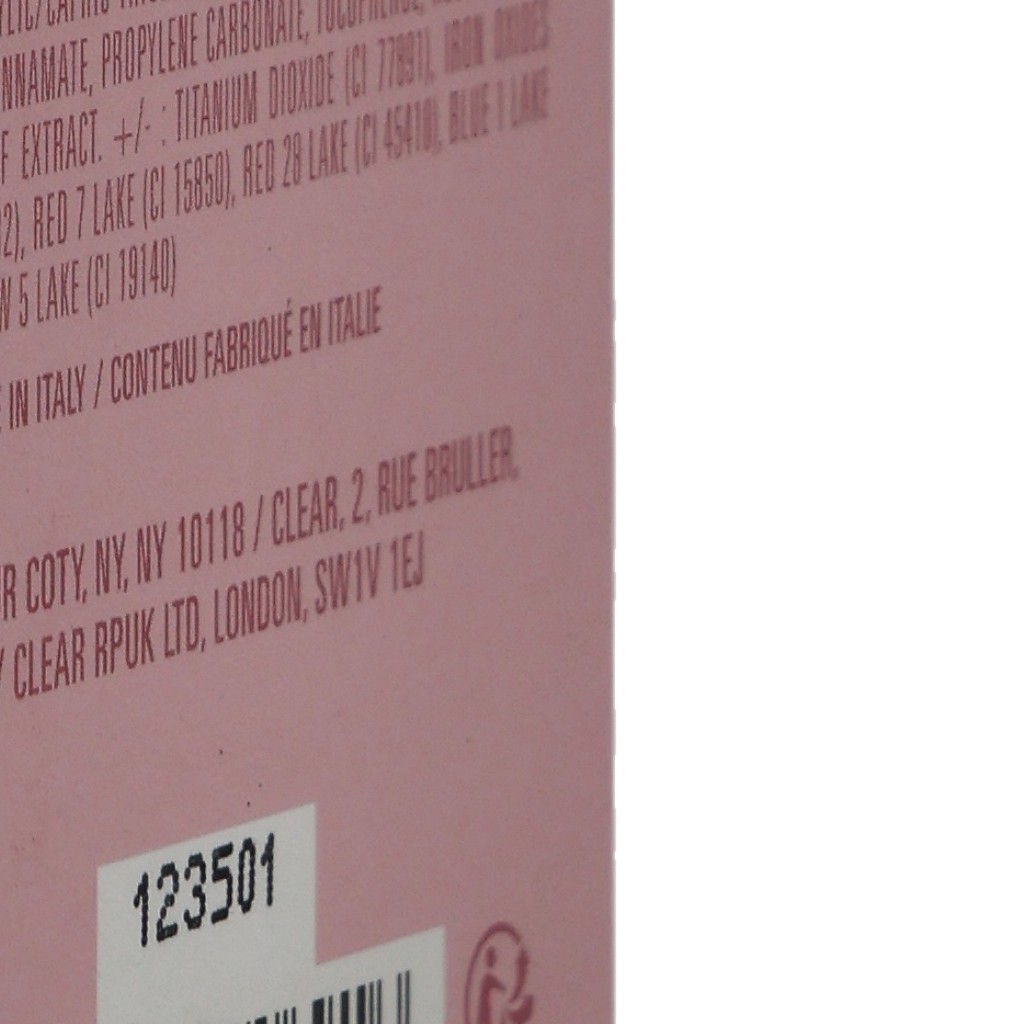 NNAMATE, PROPYLENE CARBONATE,
F EXTRACT. +/- : TITANIUM DIOXIDE (CI 77891), IRON OXIDES
2), RED 7 LAKE (CI 15850), RED 28 LAKE (CI 45410), BLUE 1 LAKE
W 5 LAKE (CI 19140)
E IN ITALY / CONTENU FABRIQUÉ EN ITALIE
R COTY, NY, NY 10118 / CLEAR, 2, RUE BRULLER,
Y CLEAR RPUK LTD, LONDON, SW1V 1EJ
123501